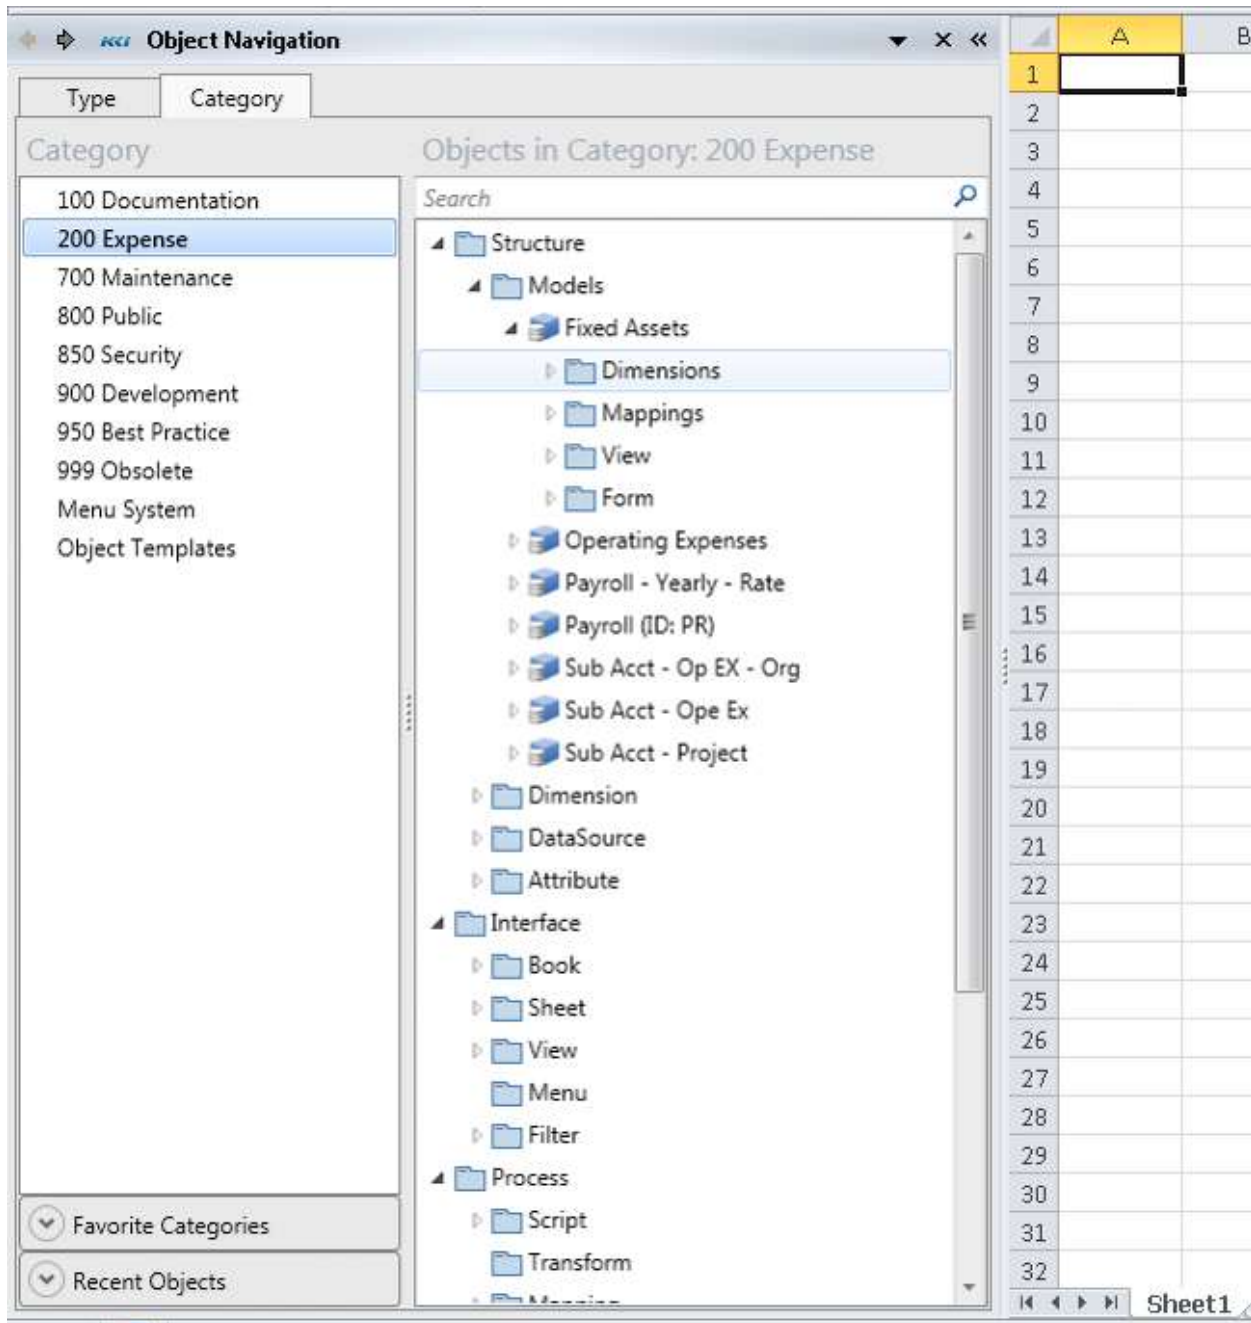 KCI Object Navigation
Type Category
Category
100 Documentation
200 Expense
700 Maintenance
800 Public
850 Security
900 Development
950 Best Practice
999 Obsolete
Menu System
Object Templates
Favorite Categories
Recent Objects
Objects in Category: 200 Expense
Search
Structure
Models
Fixed Assets
Dimensions
Mappings
View
Form
Operating Expenses
Payroll - Yearly - Rate
Payroll (ID: PR)
Sub Acct - Op EX - Org
Sub Acct - Ope Ex
Sub Acct - Project
Dimension
DataSource
Attribute
Interface
Book
Sheet
View
Menu
Filter
Process
Script
Transform
Mapping
A B
1
2
3
4
5
6
7
8
9
10
11
12
13
14
15
16
17
18
19
20
21
22
23
24
25
26
27
28
29
30
31
32
Sheet1